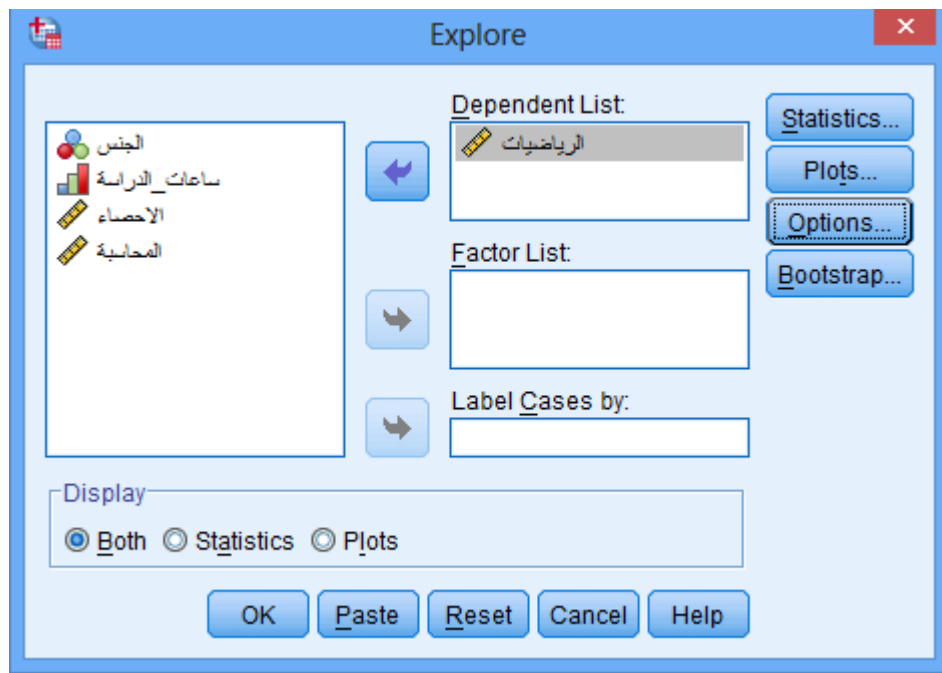 Explore
الجنس
ساعات_الدراسة
الاحصاء
المحاسبة
Dependent List:
الرياضيات
Factor List:
Label Cases by:
Statistics...
Plots...
Options...
Bootstrap...
Display
Both Statistics Plots
OK Paste Reset Cancel Help